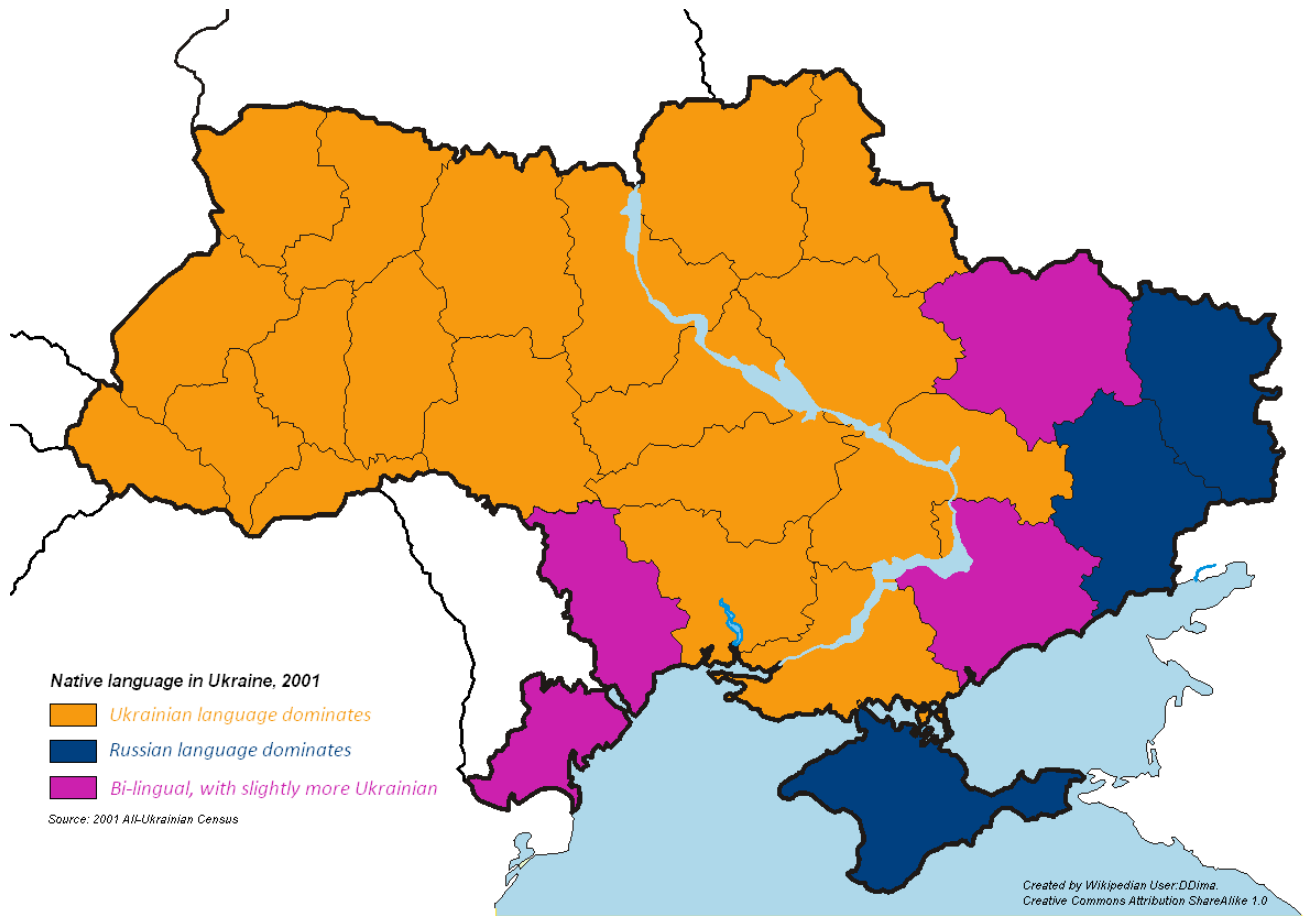 Native language in Ukraine, 2001
Ukrainian language dominates
Russian language dominates
Bi-lingual, with slightly more Ukrainian
Source: 2001 All-Ukrainian Census
Created by Wikipedian User:DDima.
Creative Commons Attribution ShareAlike 1.0